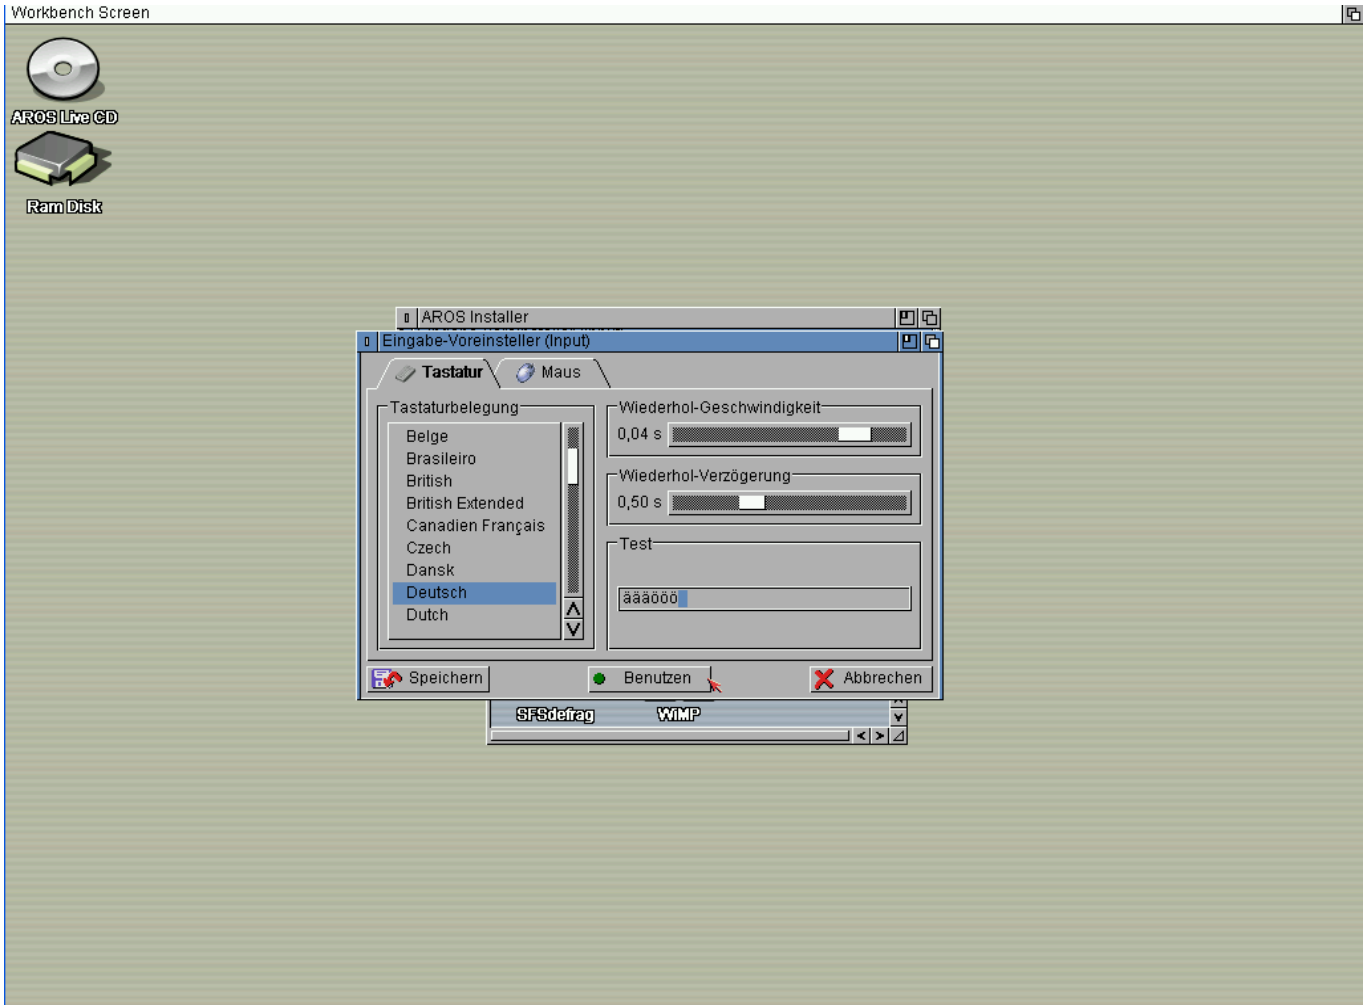 Workbench Screen
AROS Live CD
Ram Disk
AROS Installer
Eingabe-Voreinsteller (Input)
Tastatur
Maus
Tastaturbelegung
Belge
Brasileiro
British
British Extended
Canadien Français
Czech
Dansk
Deutsch
Dutch
Wiederhol-Geschwindigkeit
0,04 s
Wiederhol-Verzögerung
0,50 s
Test
äääööö
Speichern
Benutzen
Abbrechen
SFSdefrag
WiMP